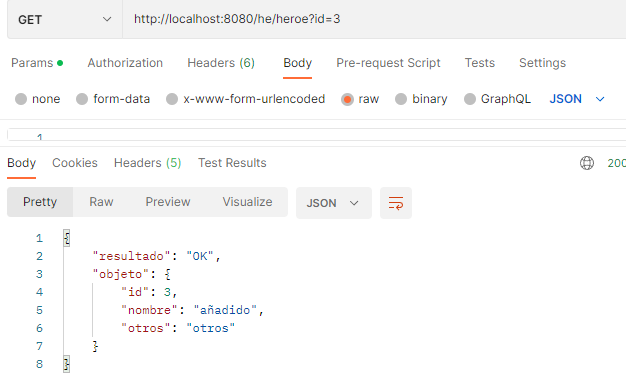 GET http://localhost:8080/he/heroe?id=3
Params Authorization Headers (6) Body Pre-request Script Tests Settings
none form-data x-www-form-urlencoded raw binary GraphQL JSON
1
Body Cookies Headers (5) Test Results 200
Pretty Raw Preview Visualize JSON
1 {
2 "resultado": "OK",
3 "objeto": {
4 "id": 3,
5 "nombre": "añadido",
6 "otros": "otros"
7 }
8 }